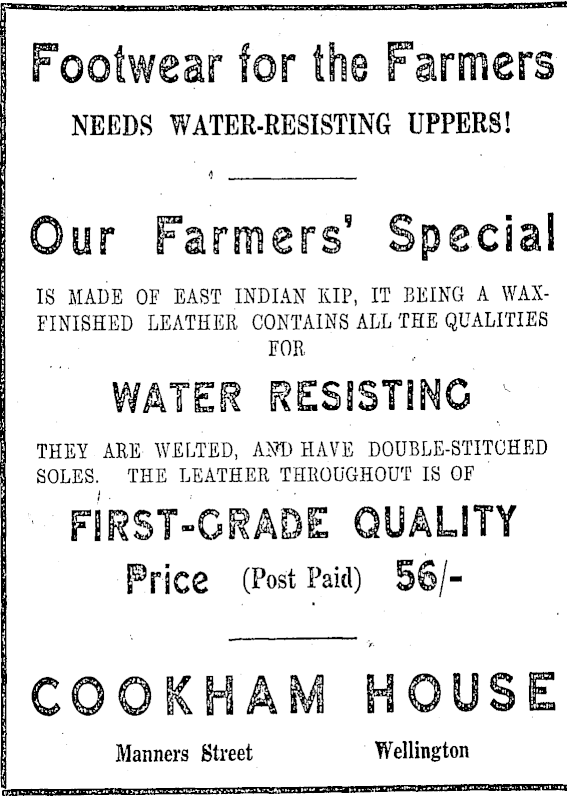 Footwear for the Farmers
NEEDS WATER-RESISTING UPPERS!
Our Farmers' Special
IS MADE OF EAST INDIAN KIP, IT BEING A WAX-
FINISHED LEATHER CONTAINS ALL THE QUALITIES
FOR
WATER RESISTING
THEY ARE WELTED, AND HAVE DOUBLE-STITCHED
SOLES. THE LEATHER THROUGHOUT IS OF
FIRST-GRADE QUALITY
Price (Post Paid) 56/-
COOKHAM HOUSE
Manners Street Wellington